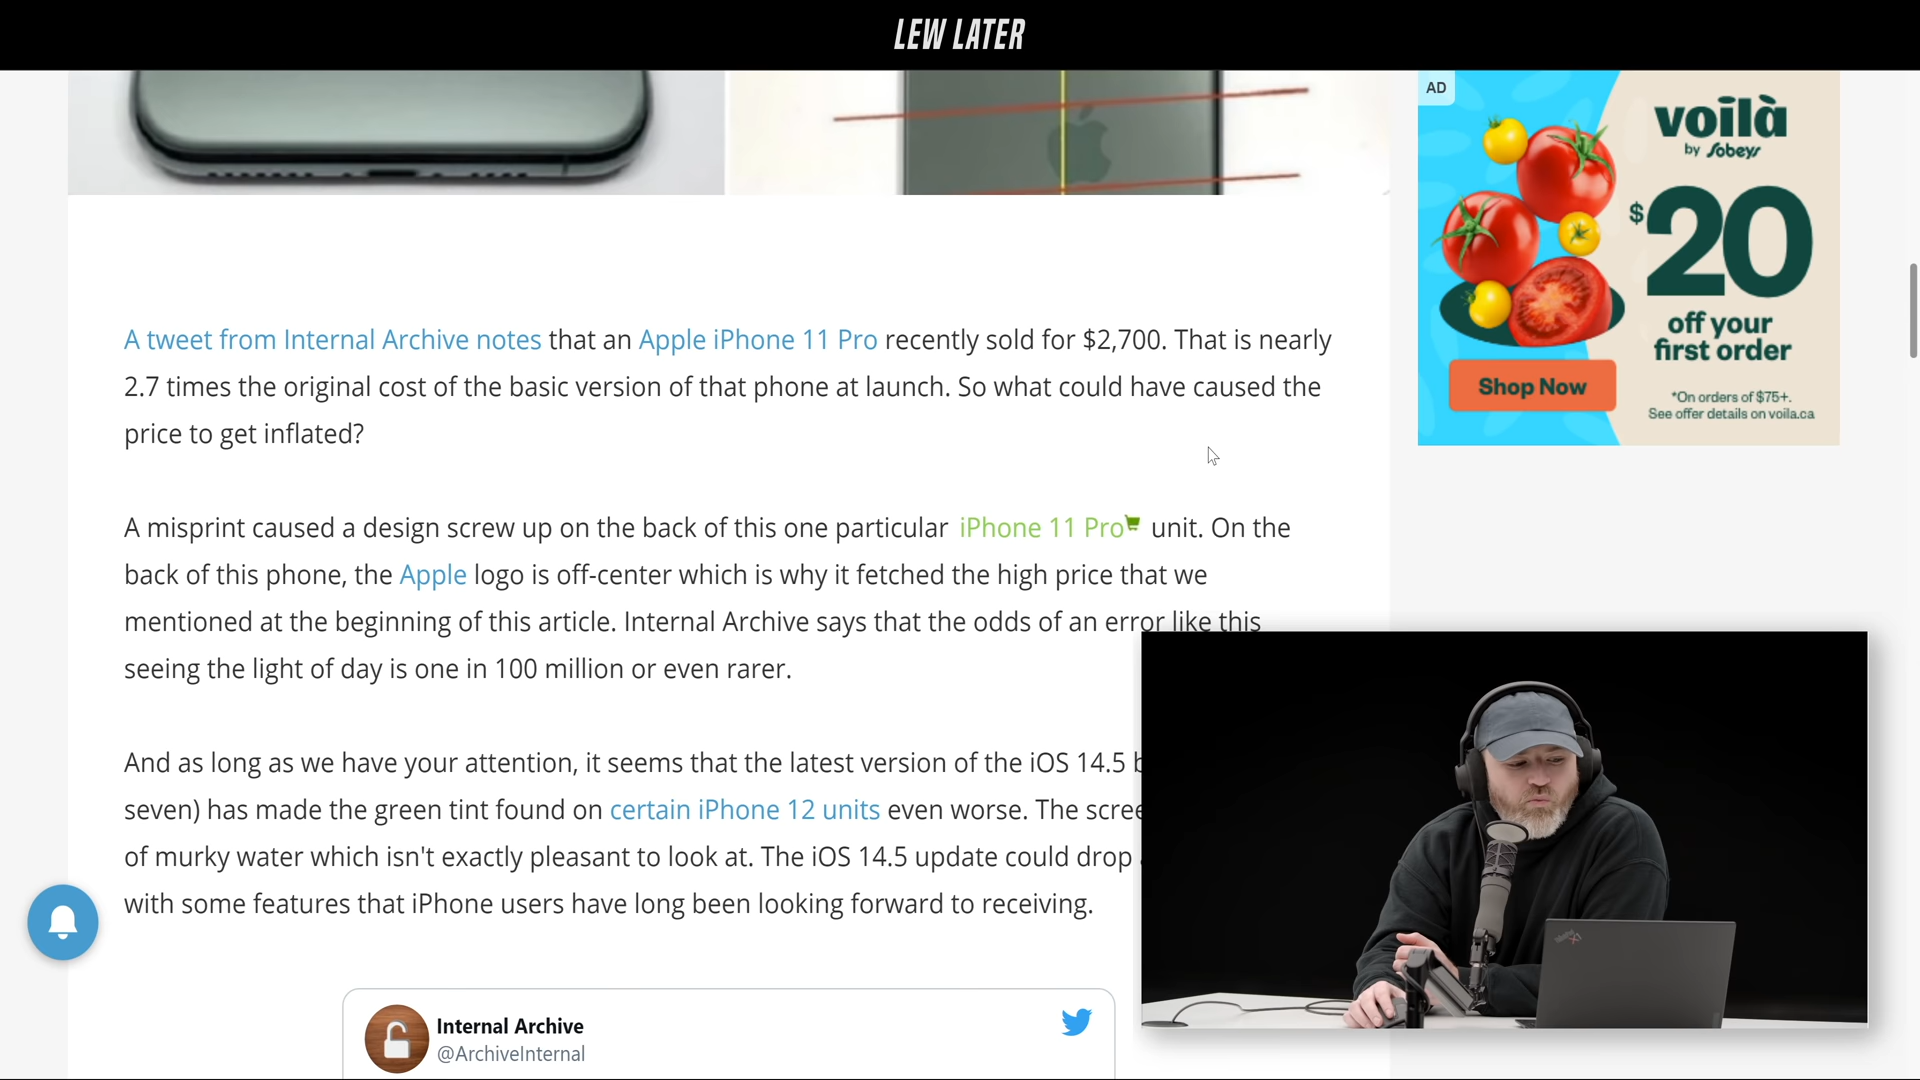 LEW LATER
AD
voilà
by Sobeys
$20
off your
first order
Shop Now
*On orders of $75+.
See offer details on voila.ca
A tweet from Internal Archive notes that an Apple iPhone 11 Pro recently sold for $2,700. That is nearly
2.7 times the original cost of the basic version of that phone at launch. So what could have caused the
price to get inflated?
A misprint caused a design screw up on the back of this one particular iPhone 11 Pro unit. On the
back of this phone, the Apple logo is off-center which is why it fetched the high price that we
mentioned at the beginning of this article. Internal Archive says that the odds of an error like this
seeing the light of day is one in 100 million or even rarer.
And as long as we have your attention, it seems that the latest version of the iOS 14.5
seven) has made the green tint found on certain iPhone 12 units even worse. The
of murky water which isn't exactly pleasant to look at. The iOS 14.5 update could drop
with some features that iPhone users have long been looking forward to receiving.
Internal Archive
@ArchiveInternal